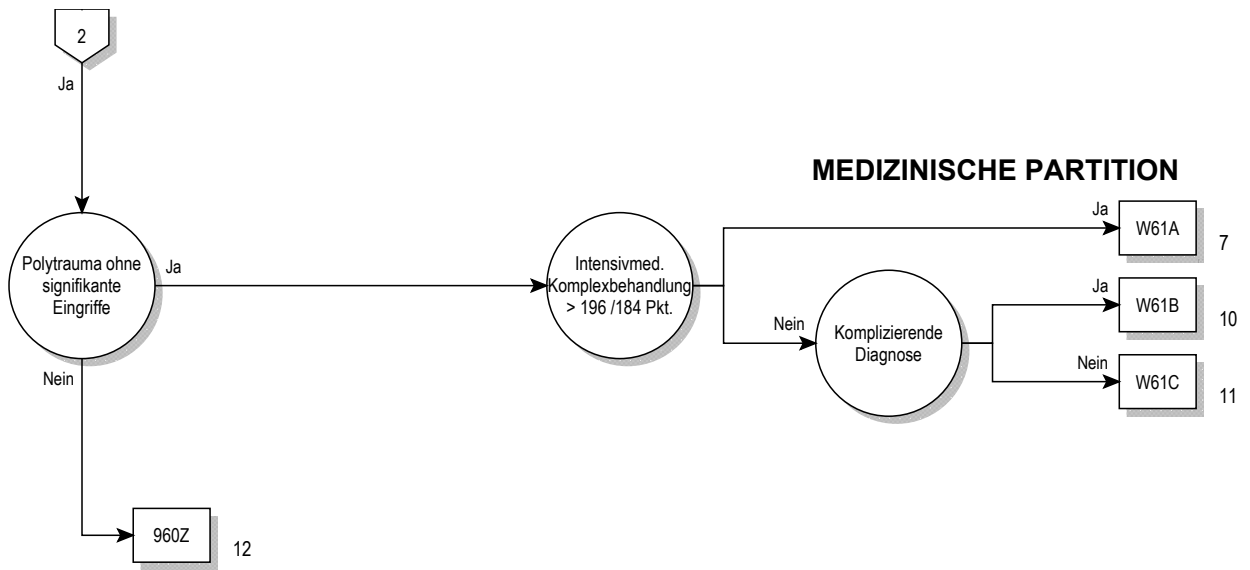 2
Ja
MEDIZINISCHE PARTITION
Polytrauma ohne
signifikante
Eingriffe
Ja
Intensivmed.
Komplexbehandlung
> 196 /184 Pkt.
Ja
W61A
7
Nein
Komplizierende
Diagnose
Ja
W61B
10
Nein
W61C
11
Nein
960Z
12